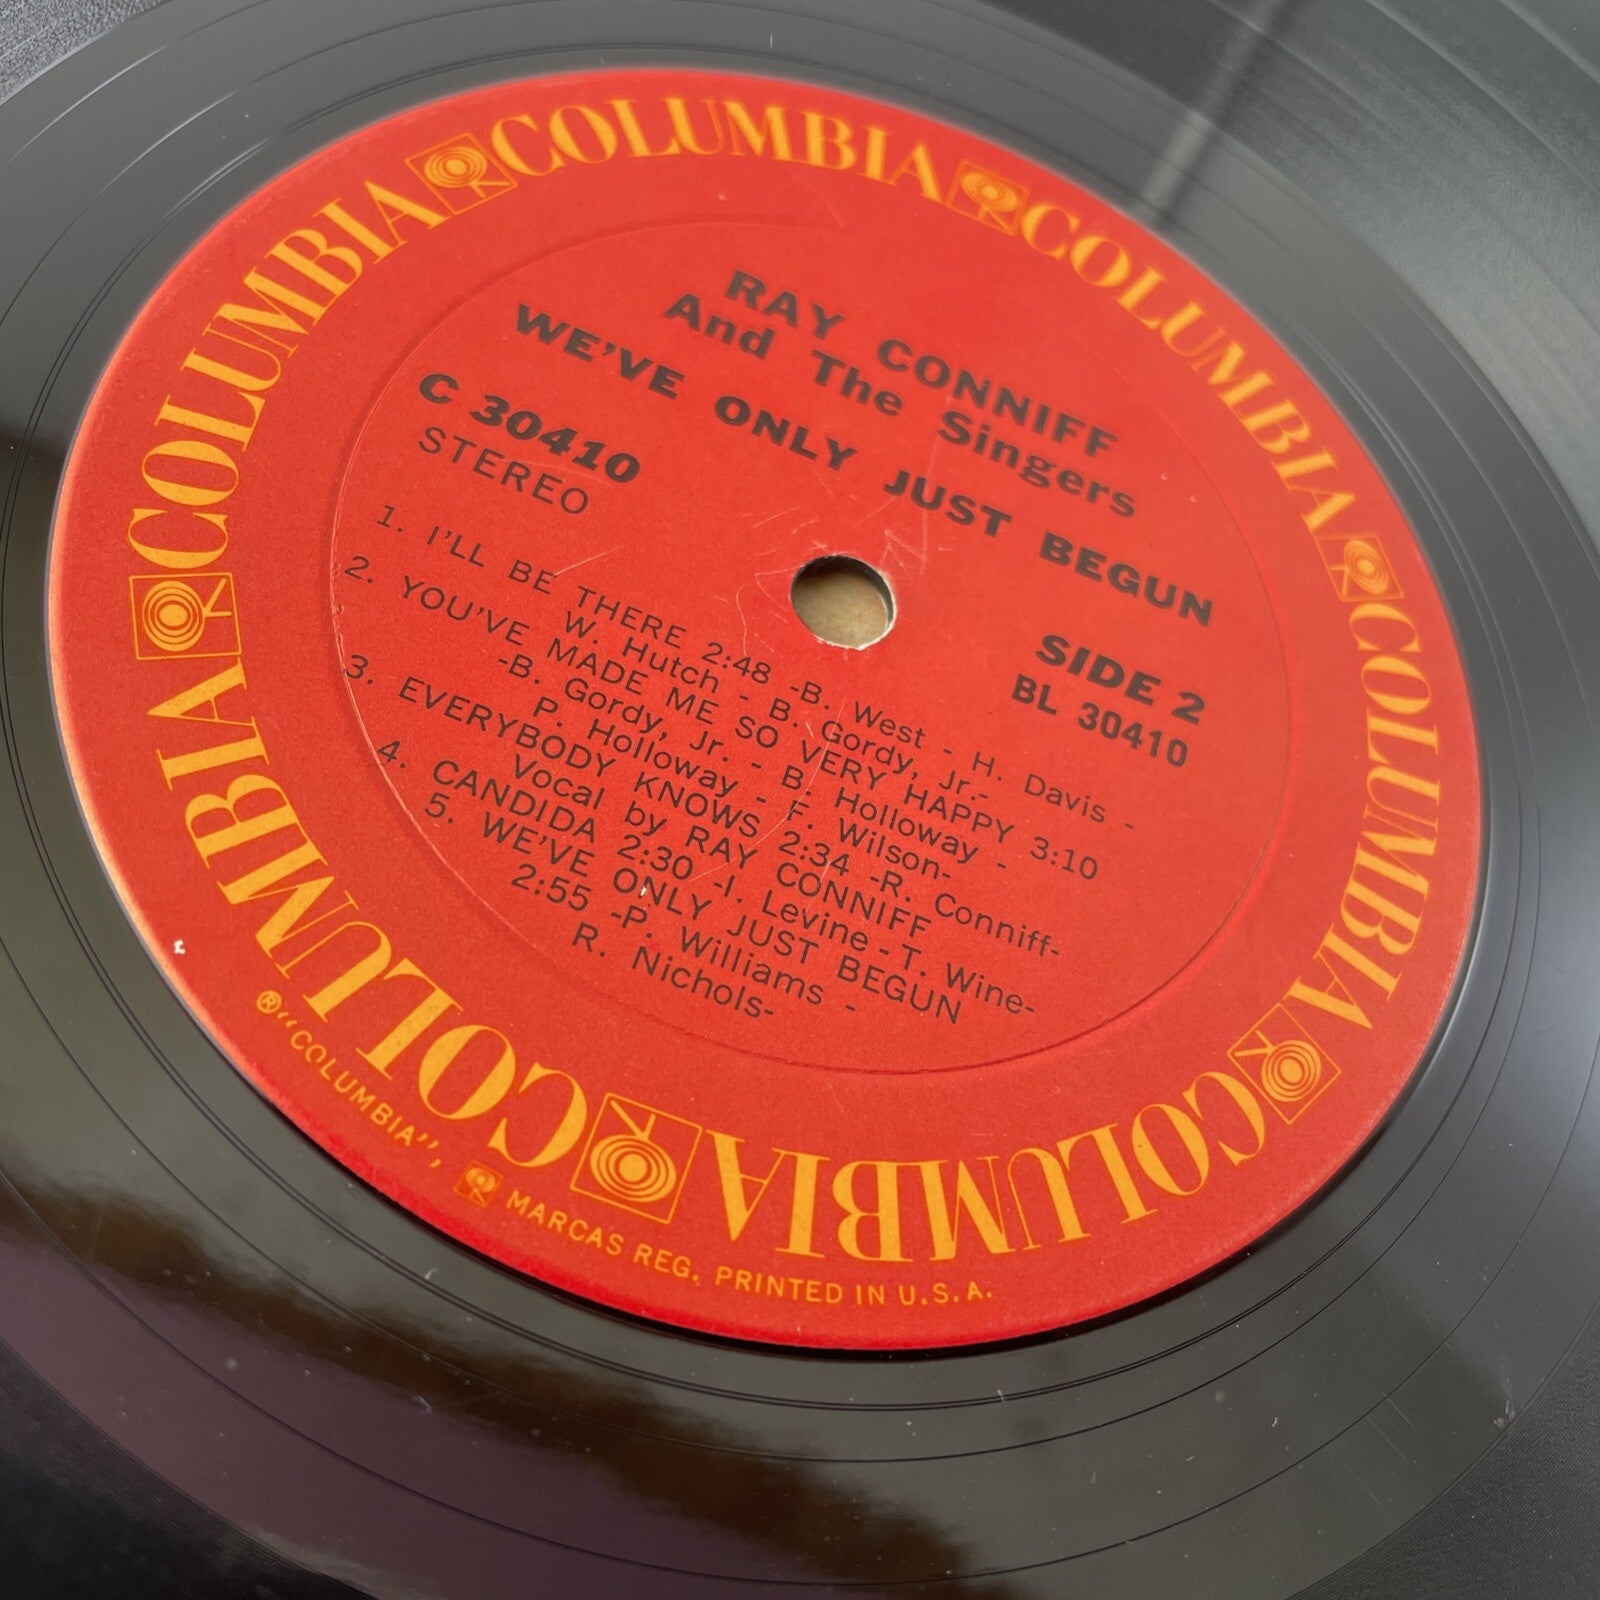 COLUMBIA COLUMBIA COLUMBIA COLUMBIA COLUMBIA COLUMBIA
RAY CONNIFF
And The Singers
WE'VE ONLY JUST BEGUN
C 30410
STEREO
SIDE 2
BL 30410
1. I'LL BE THERE 2:48 -B. West - H. Davis -
W. Hutch - B. Gordy, Jr.-
2. YOU'VE MADE ME SO VERY HAPPY 3:10
-B. Gordy, Jr. - B. Holloway -
P. Holloway - F. Wilson-
3. EVERYBODY KNOWS 2:34 -R. Conniff-
Vocal by RAY CONNIFF
4. CANDIDA 2:30 -I. Levine - T. Wine-
5. WE'VE ONLY JUST BEGUN
2:55 -P. Williams -
R. Nichols-
® "COLUMBIA", MARCAS REG. PRINTED IN U.S.A.